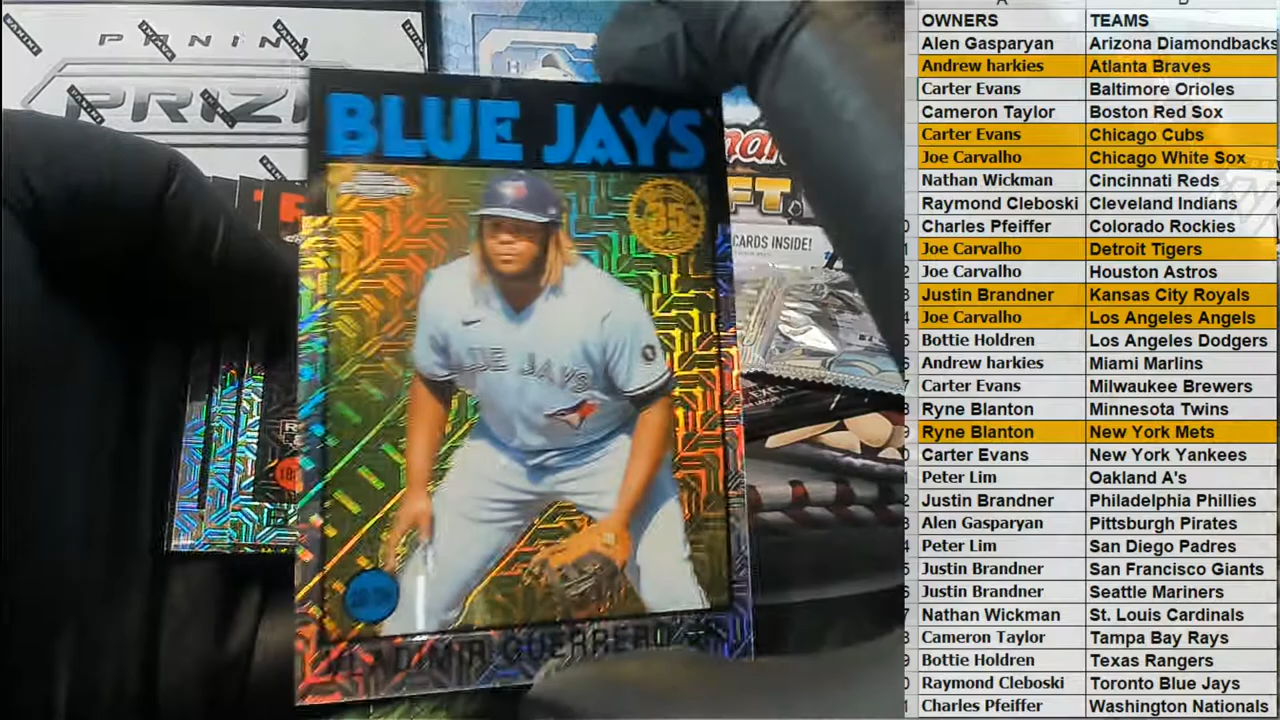 PANINI
PRIZM
BLUE JAYS
35
BLUE JAYS
VLADIMIR GUERRERO JR.
FT.
CARDS INSIDE!
OWNERS TEAMS
Alen Gasparyan Arizona Diamondbacks
Andrew harkies Atlanta Braves
Carter Evans Baltimore Orioles
Cameron Taylor Boston Red Sox
Carter Evans Chicago Cubs
Joe Carvalho Chicago White Sox
Nathan Wickman Cincinnati Reds
Raymond Cleboski Cleveland Indians
Charles Pfeiffer Colorado Rockies
Joe Carvalho Detroit Tigers
Joe Carvalho Houston Astros
Justin Brandner Kansas City Royals
Joe Carvalho Los Angeles Angels
Bottie Holdren Los Angeles Dodgers
Andrew harkies Miami Marlins
Carter Evans Milwaukee Brewers
Ryne Blanton Minnesota Twins
Ryne Blanton New York Mets
Carter Evans New York Yankees
Peter Lim Oakland A's
Justin Brandner Philadelphia Phillies
Alen Gasparyan Pittsburgh Pirates
Peter Lim San Diego Padres
Justin Brandner San Francisco Giants
Justin Brandner Seattle Mariners
Nathan Wickman St. Louis Cardinals
Cameron Taylor Tampa Bay Rays
Bottie Holdren Texas Rangers
Raymond Cleboski Toronto Blue Jays
Charles Pfeiffer Washington Nationals